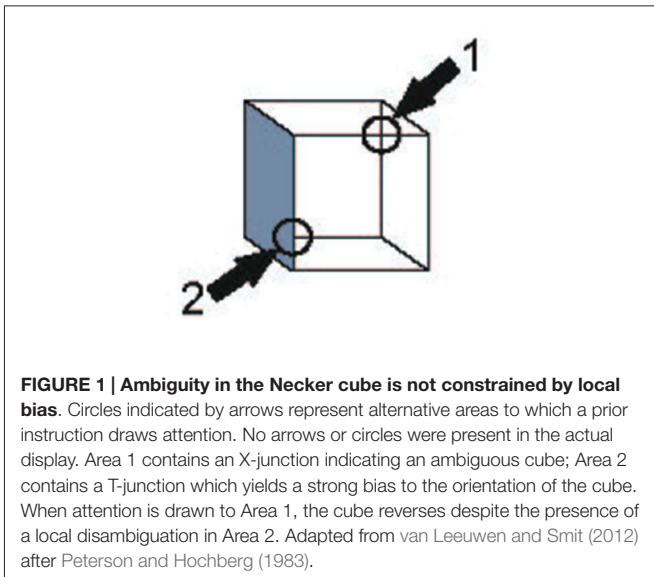 1
2
FIGURE 1 | Ambiguity in the Necker cube is not constrained by local
bias. Circles indicated by arrows represent alternative areas to which a prior
instruction draws attention. No arrows or circles were present in the actual
display. Area 1 contains an X-junction indicating an ambiguous cube; Area 2
contains a T-junction which yields a strong bias to the orientation of the cube.
When attention is drawn to Area 1, the cube reverses despite the presence of
a local disambiguation in Area 2. Adapted from van Leeuwen and Smit (2012)
after Peterson and Hochberg (1983).